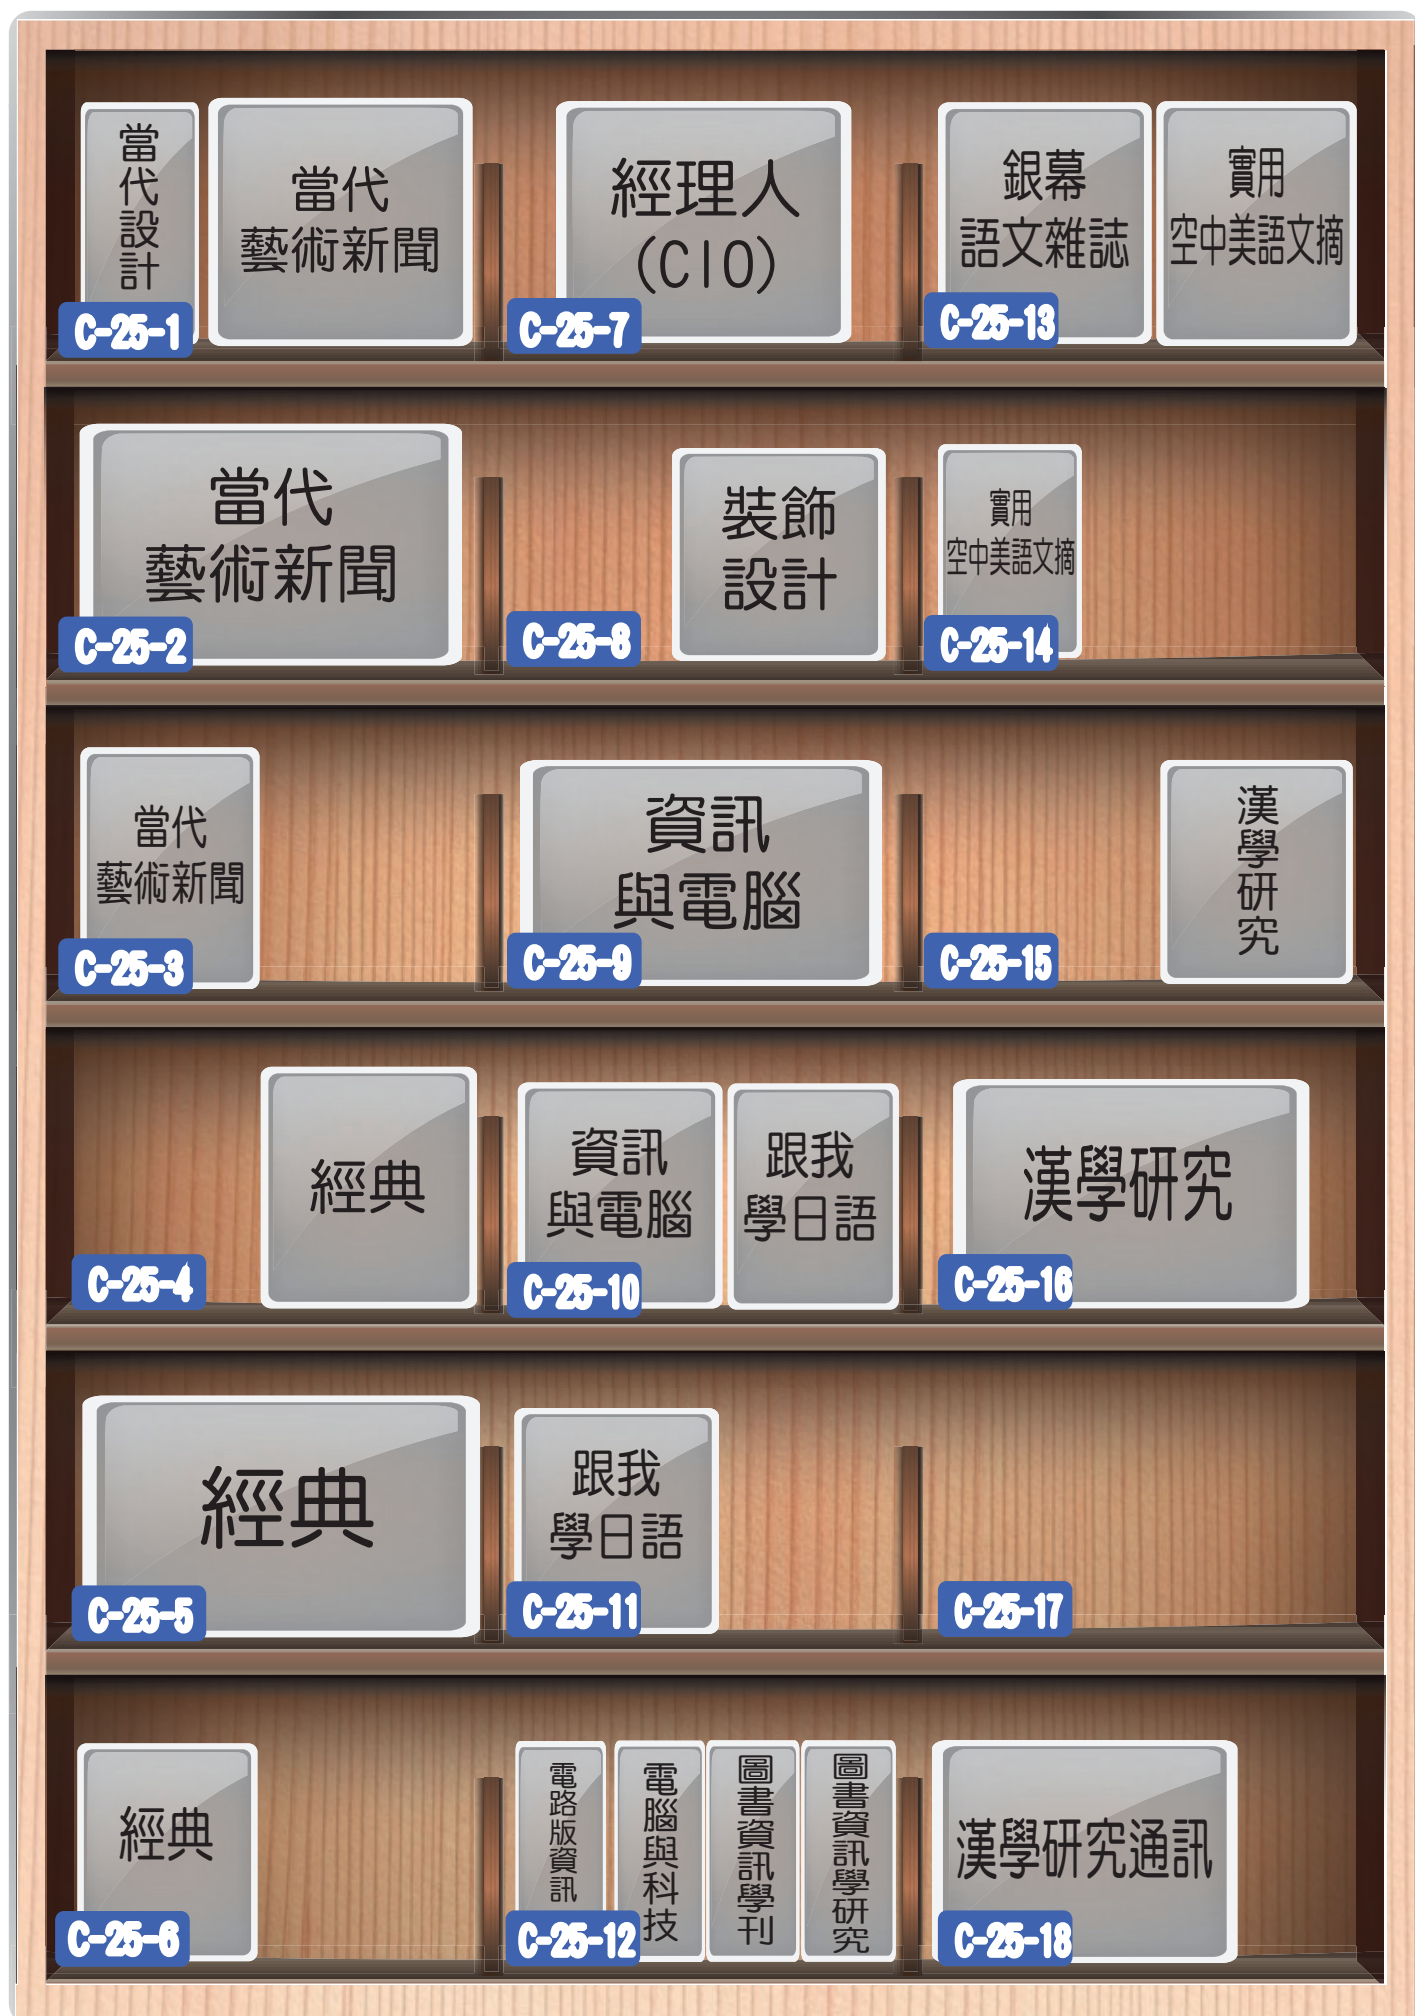 當代設計
當代
藝術新聞
C-25-1
經理人
(CIO)
C-25-7
銀幕
語文雜誌
實用
空中美語文摘
C-25-13
當代
藝術新聞
C-25-2
裝飾
設計
C-25-8
實用
空中美語文摘
C-25-14
當代
藝術新聞
C-25-3
資訊
與電腦
C-25-9
漢學研究
C-25-15
經典
C-25-4
資訊
與電腦
跟我
學日語
C-25-10
漢學研究
C-25-16
經典
C-25-5
跟我
學日語
C-25-11
C-25-17
經典
C-25-6
電路版資訊
電腦與科技
圖書資訊學刊
圖書資訊學研究
C-25-12
漢學研究通訊
C-25-18